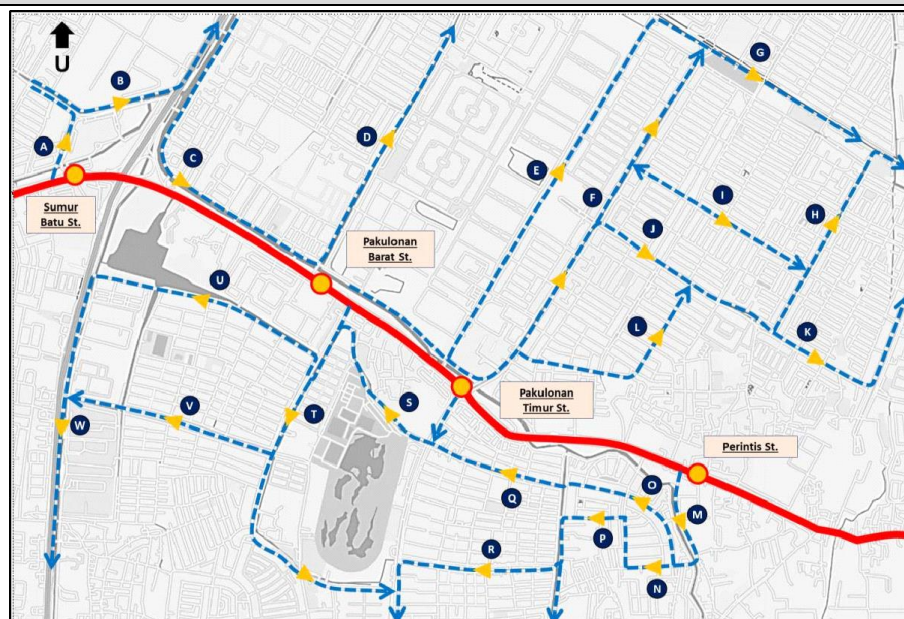 U
A
B
C
D
E
F
G
H
I
J
K
L
M
N
O
P
Q
R
S
T
U
V
W
Sumur
Batu St.
Pakulonan
Barat St.
Pakulonan
Timur St.
Perintis St.